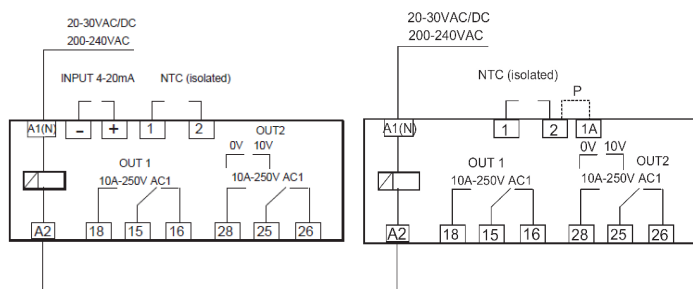 20-30VAC/DC
200-240VAC
INPUT 4-20mA NTC (isolated)
A1(N) - + 1 2
OUT2
0V 10V
OUT 1
10A-250V AC1 10A-250V AC1
A2 18 15 16 28 25 26
20-30VAC/DC
200-240VAC
NTC (isolated)
P
A1(N) 1 2 1A
0V 10V
OUT 1 OUT2
10A-250V AC1 10A-250V AC1
A2 18 15 16 28 25 26